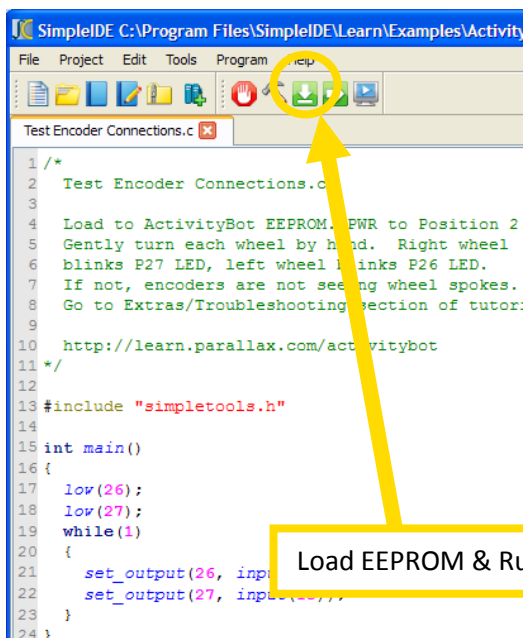 SimpleIDE C:\Program Files\SimpleIDE\Learn\Examples\Activity
File Project Edit Tools Program Help
Test Encoder Connections.c
1 /*
2 Test Encoder Connections.c
3
4 Load to ActivityBot EEPROM. PWR to Position 2
5 Gently turn each wheel by hand. Right wheel
6 blinks P27 LED, left wheel blinks P26 LED.
7 If not, encoders are not seeing wheel spokes.
8 Go to Extras/Troubleshooting section of tutori
9
10 http://learn.parallax.com/activitybot
11 */
12
13 #include "simpletools.h"
14
15 int main()
16 {
17 low(26);
18 low(27);
19 while(1)
20 {
21 set_output(26, inpu
22 set_output(27, input
23 }
24 }
Load EEPROM & Ru